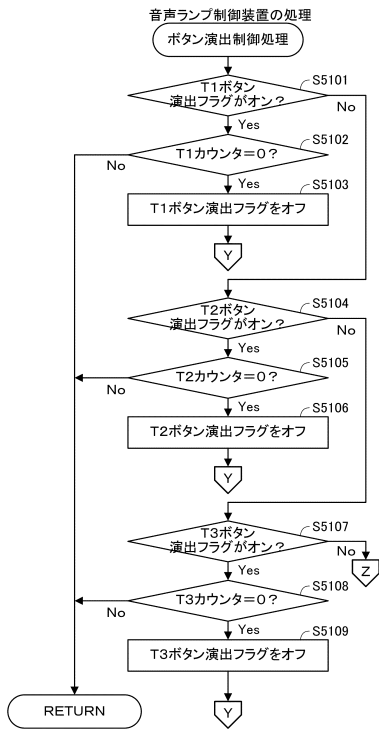 音声ランプ制御装置の処理
ボタン演出制御処理
S5101
T1ボタン
演出フラグがオン?
No
Yes
S5102
T1カウンタ=0?
No
Yes
S5103
T1ボタン演出フラグをオフ
Y
S5104
T2ボタン
演出フラグがオン?
No
Yes
S5105
T2カウンタ=0?
No
Yes
S5106
T2ボタン演出フラグをオフ
Y
S5107
T3ボタン
演出フラグがオン?
No
Z
Yes
S5108
T3カウンタ=0?
No
Yes
S5109
T3ボタン演出フラグをオフ
RETURN
Y